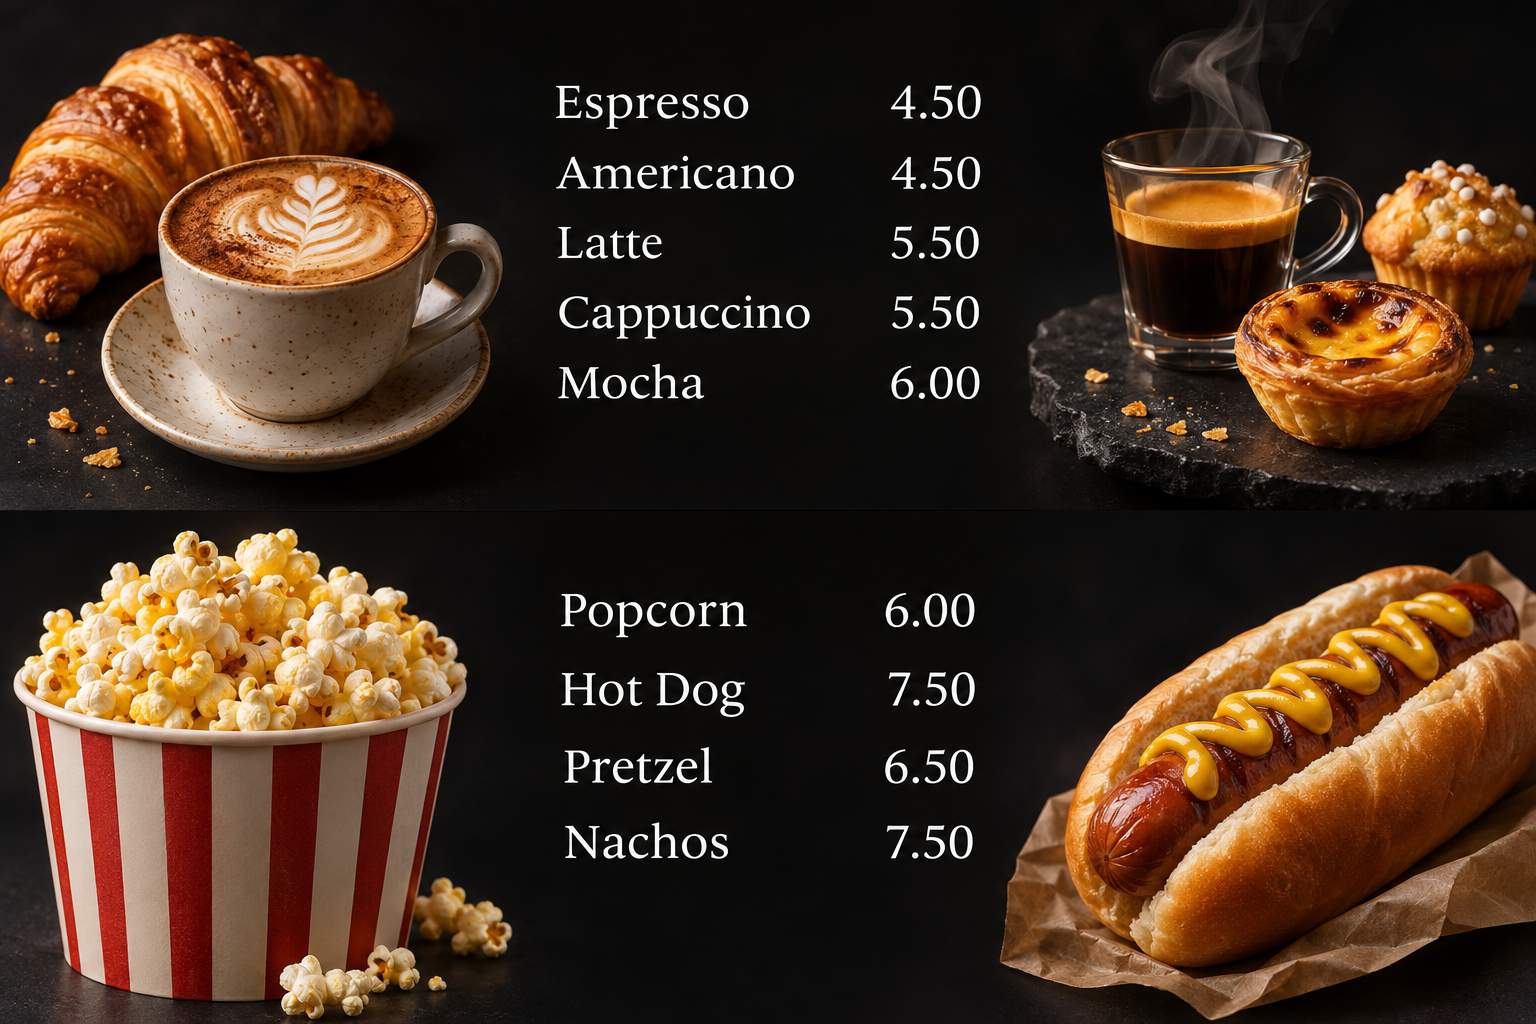 Espresso 4.50
Americano 4.50
Latte 5.50
Cappuccino 5.50
Mocha 6.00
Popcorn 6.00
Hot Dog 7.50
Pretzel 6.50
Nachos 7.50